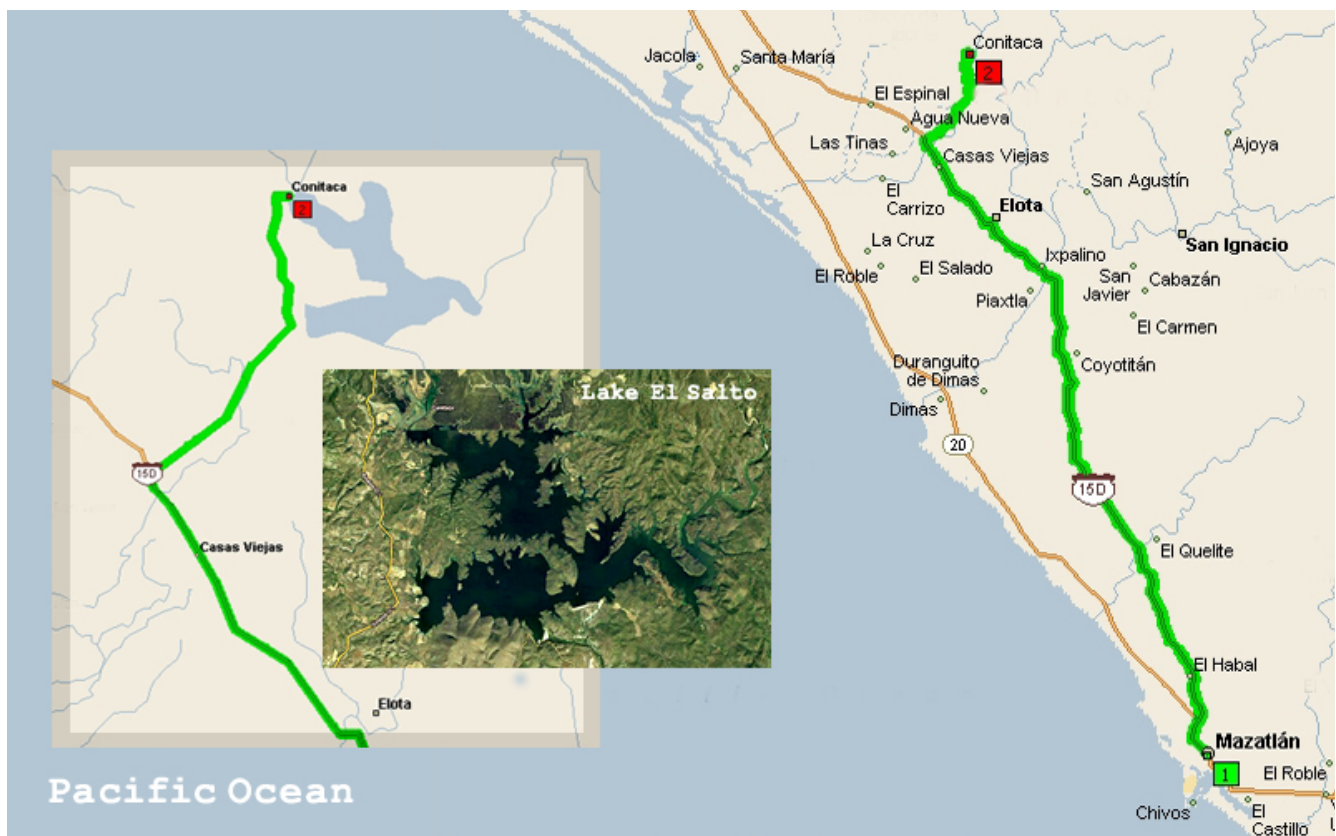 Conitaca
2
Jacola
Santa María
El Espinal
Agua Nueva
Las Tinas
Casas Viejas
Ajoya
El
Carrizo
San Agustín
Elota
La Cruz
San Ignacio
Ixpalino
El Roble
El Salado
San
Javier
Cabazán
Piaxtla
El Carmen
Duranguito
de Dimas
Coyotitán
Dimas
20
15D
El Quelite
El Habal
Mazatlán
1
El Roble
Chivos
El
Castillo
Conitaca
2
15D
Casas Viejas
Elota
Lake El Salto
Pacific Ocean